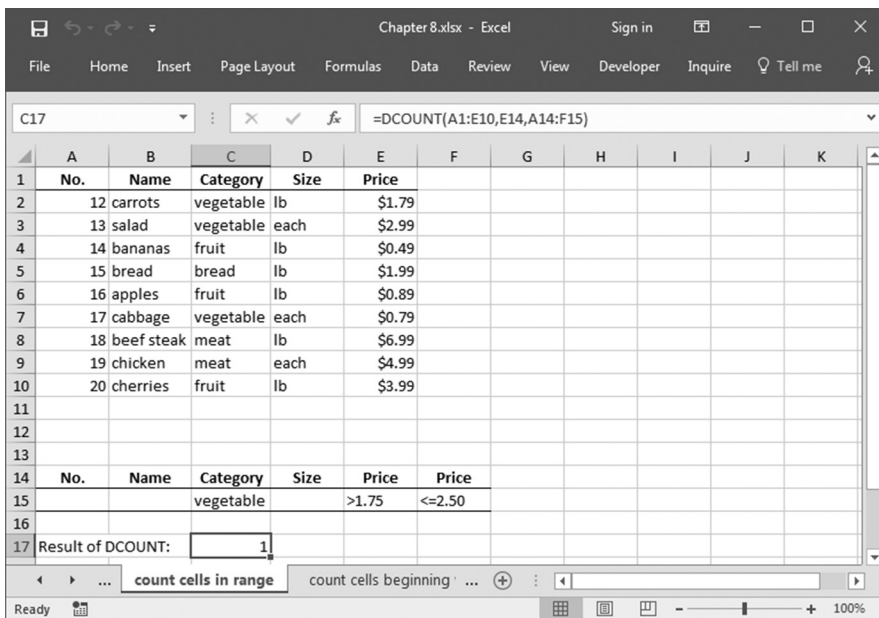 Chapter 8.xlsx - Excel Sign in
File Home Insert Page Layout Formulas Data Review View Developer Inquire Tell me
C17 fx =DCOUNT(A1:E10,E14,A14:F15)
A B C D E F G H I J K
1 No. Name Category Size Price
2 12 carrots vegetable lb $1.79
3 13 salad vegetable each $2.99
4 14 bananas fruit lb $0.49
5 15 bread bread lb $1.99
6 16 apples fruit lb $0.89
7 17 cabbage vegetable each $0.79
8 18 beef steak meat lb $6.99
9 19 chicken meat each $4.99
10 20 cherries fruit lb $3.99
11
12
13
14 No. Name Category Size Price Price
15 vegetable >1.75 <=2.50
16
17 Result of DCOUNT: 1
... count cells in range count cells beginning ...
Ready 100%